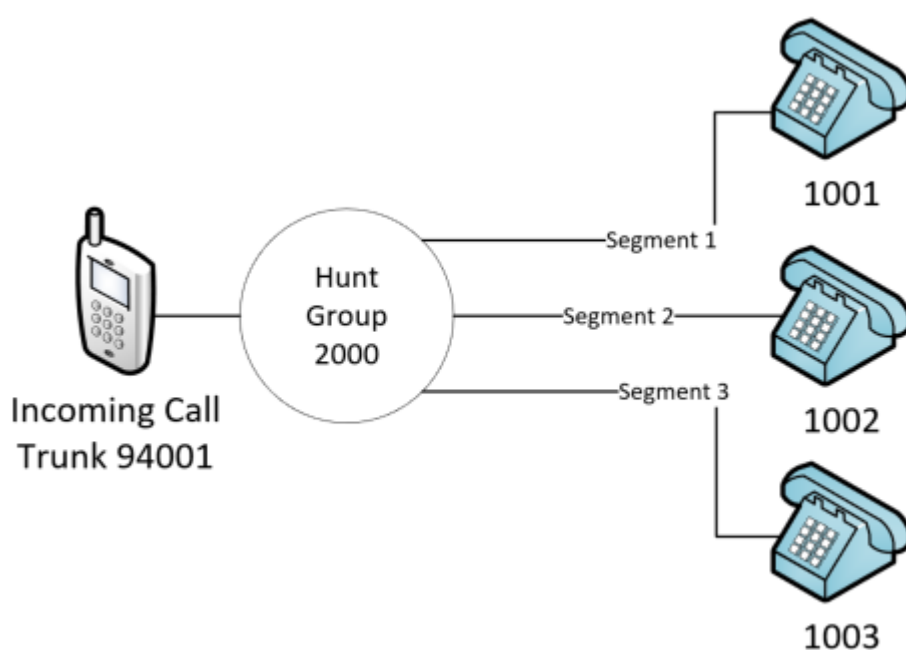 Incoming Call
Trunk 94001
Hunt
Group
2000
Segment 1
Segment 2
Segment 3
1001
1002
1003